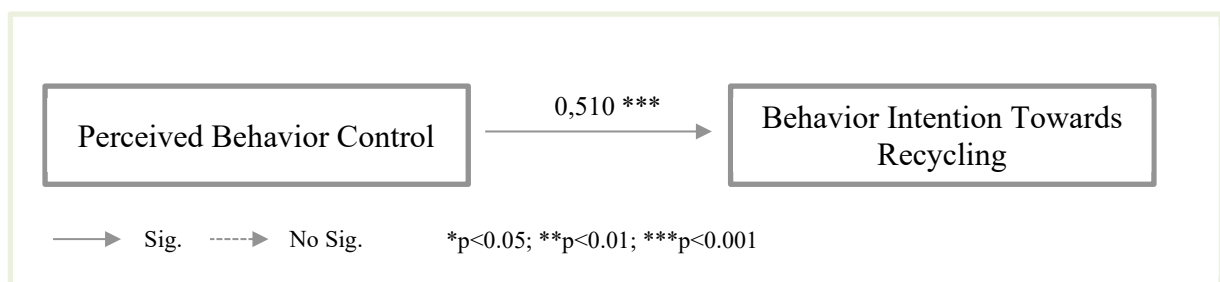 0,510 ***
Perceived Behavior Control
Behavior Intention Towards
Recycling
Sig.
No Sig.
*p<0.05; **p<0.01; ***p<0.001